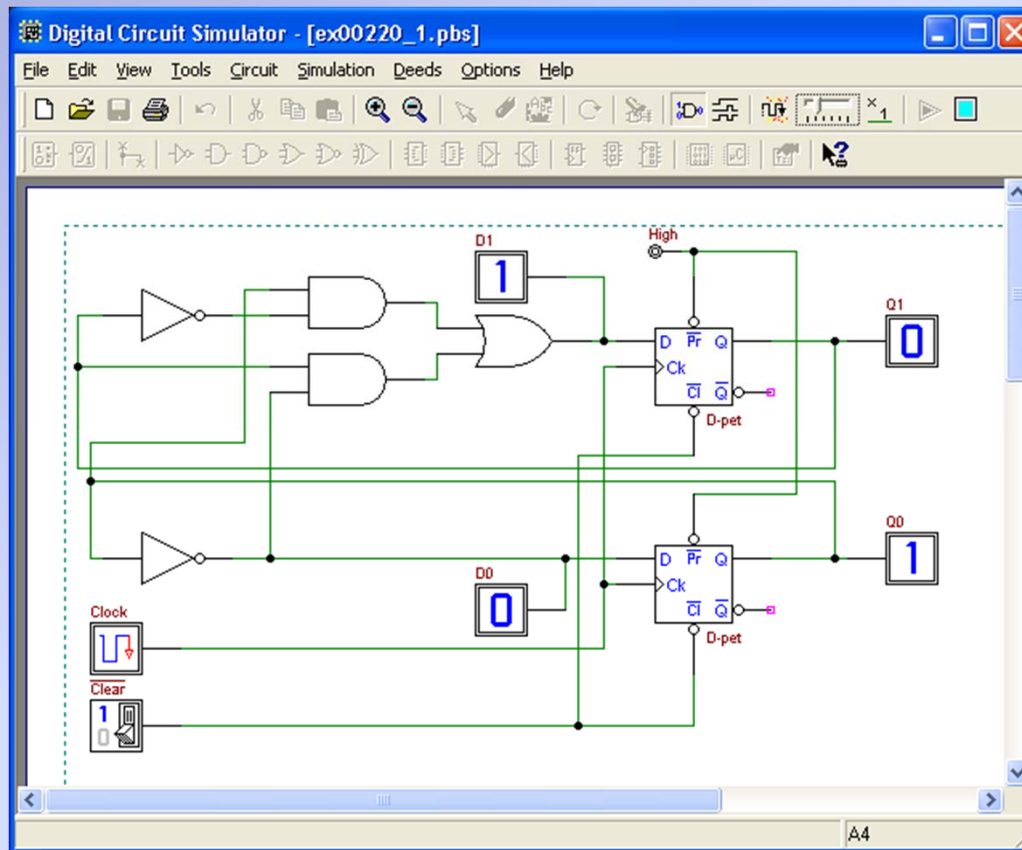 Digital Circuit Simulator - [ex00220_1.pbs]
File Edit View Tools Circuit Simulation Deeds Options Help
D1
1
High
Q1
0
D Pr Q
Ck
Cl Q
D-pet
D0
0
Q0
1
D Pr Q
Ck
Cl Q
D-pet
Clock
Clear
1
0
A4